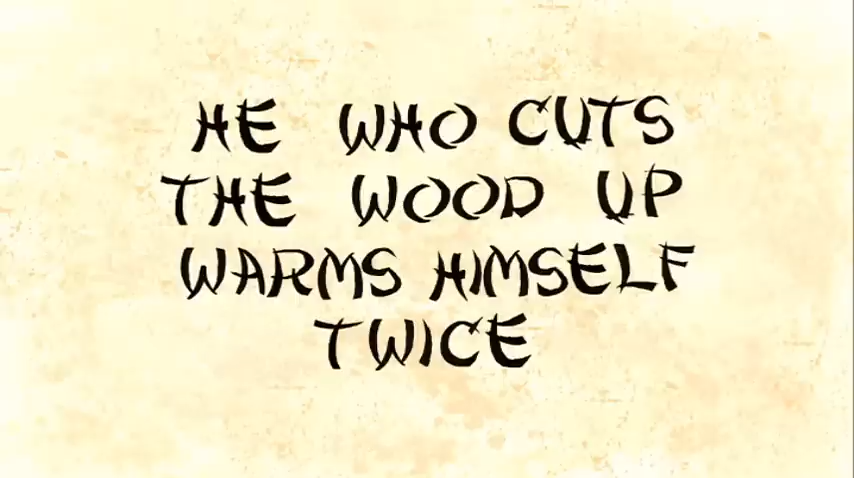 HE WHO CUTS
THE WOOD UP
WARMS HIMSELF
TWICE